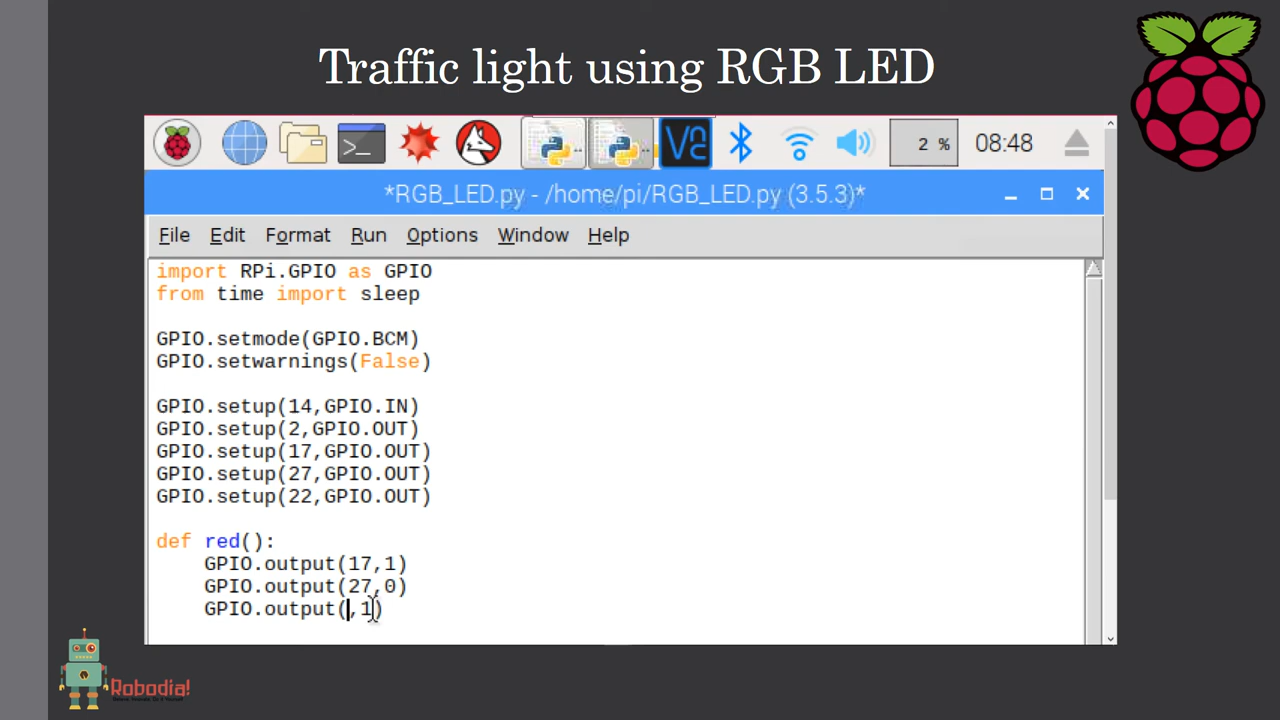 Traffic light using RGB LED
2 % 08:48
*RGB_LED.py - /home/pi/RGB_LED.py (3.5.3)*
File Edit Format Run Options Window Help
import RPi.GPIO as GPIO
from time import sleep
GPIO.setmode(GPIO.BCM)
GPIO.setwarnings(False)
GPIO.setup(14,GPIO.IN)
GPIO.setup(2,GPIO.OUT)
GPIO.setup(17,GPIO.OUT)
GPIO.setup(27,GPIO.OUT)
GPIO.setup(22,GPIO.OUT)
def red():
GPIO.output(17,1)
GPIO.output(27,0)
GPIO.output(,1)
Robodia!